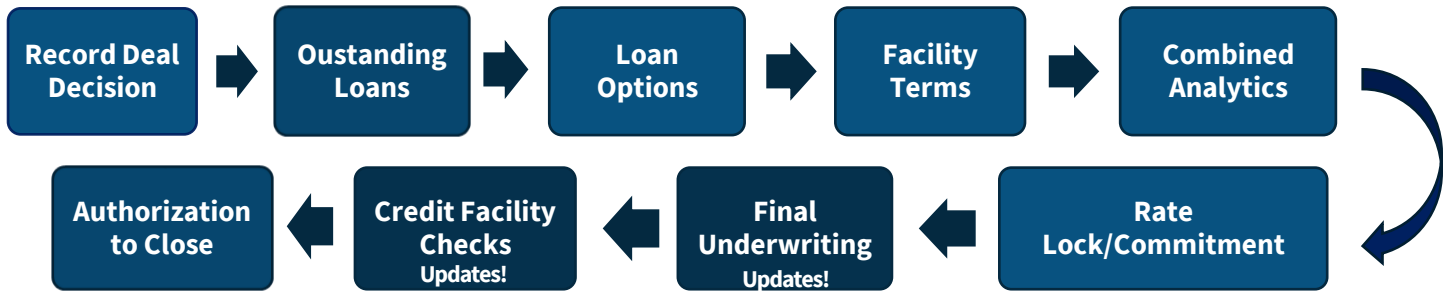 Record Deal
Decision
Oustanding
Loans
Loan
Options
Facility
Terms
Combined
Analytics
Rate
Lock/Commitment
Final
Underwriting
Updates!
Credit Facility
Checks
Updates!
Authorization
to Close